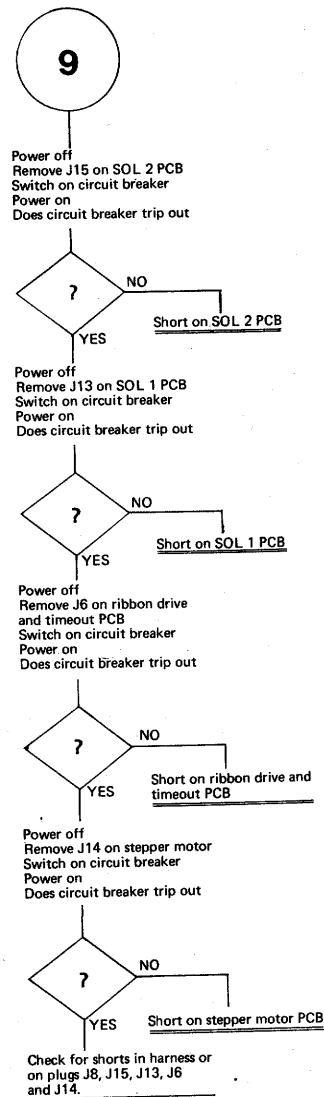 9
Power off
Remove J15 on SOL 2 PCB
Switch on circuit breaker
Power on
Does circuit breaker trip out
?
NO
Short on SOL 2 PCB
YES
Power off
Remove J13 on SOL 1 PCB
Switch on circuit breaker
Power on
Does circuit breaker trip out
?
NO
Short on SOL 1 PCB
YES
Power off
Remove J6 on ribbon drive
and timeout PCB
Switch on circuit breaker
Power on
Does circuit breaker trip out
?
NO
Short on ribbon drive and
timeout PCB
YES
Power off
Remove J14 on stepper motor
Switch on circuit breaker
Power on
Does circuit breaker trip out
?
NO
Short on stepper motor PCB
YES
Check for shorts in harness or
on plugs J8, J15, J13, J6
and J14.